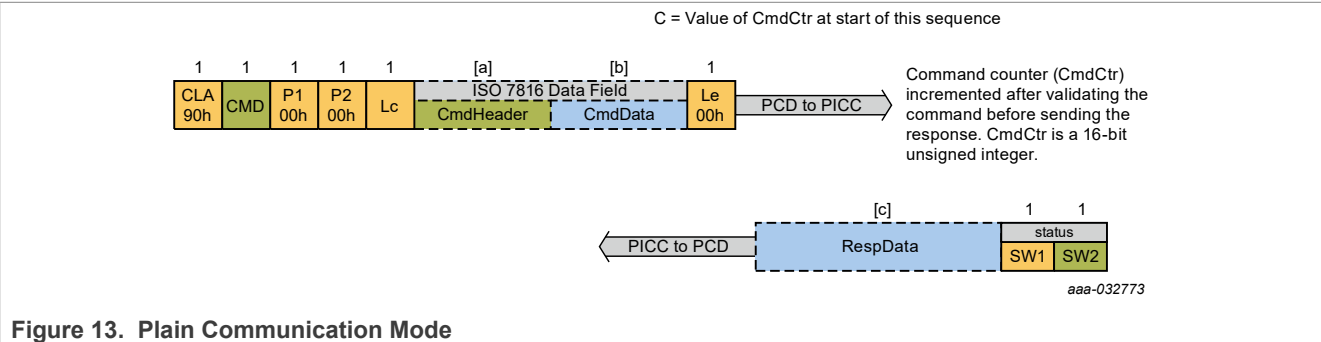 C = Value of CmdCtr at start of this sequence
1 1 1 1 1 [a] [b] 1
CLA
90h
CMD
P1
00h
P2
00h
Lc
ISO 7816 Data Field
CmdHeader
CmdData
Le
00h
PCD to PICC
Command counter (CmdCtr)
incremented after validating the
command before sending the
response. CmdCtr is a 16-bit
unsigned integer.
[c] 1 1
PICC to PCD
RespData
status
SW1 SW2
aaa-032773
Figure 13. Plain Communication Mode